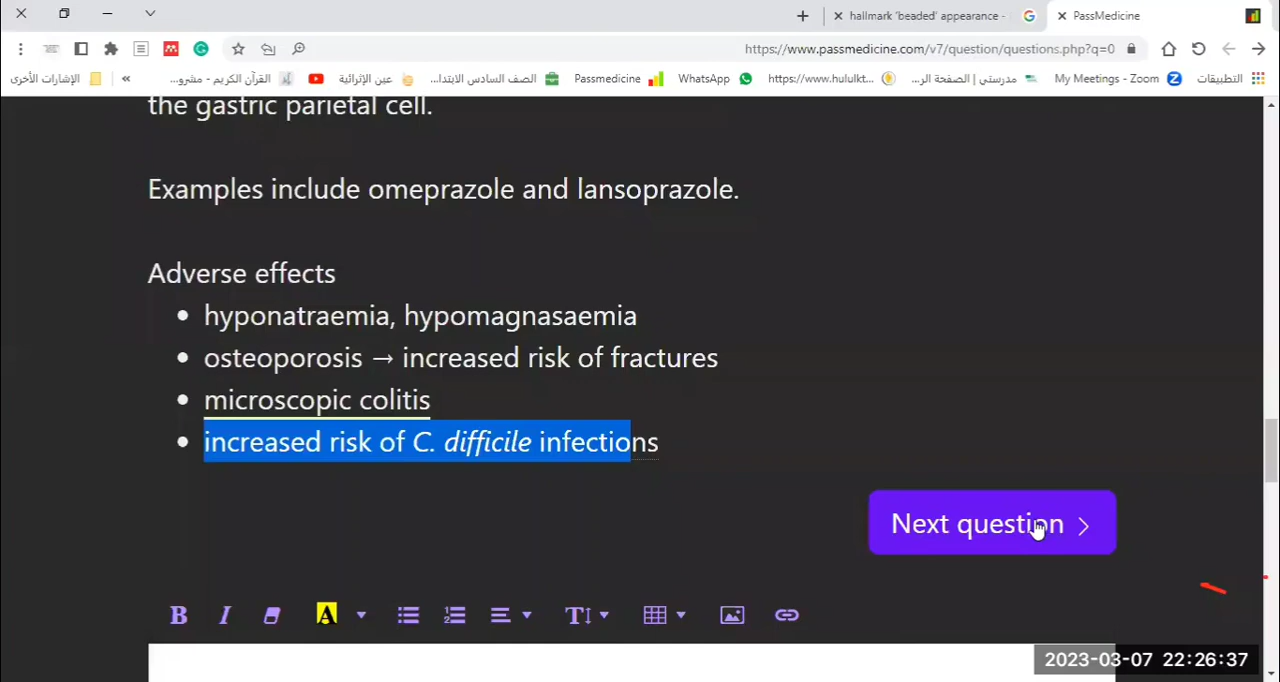 hallmark 'beaded' appearance -
PassMedicine
https://www.passmedicine.com/v7/question/questions.php?q=0
الإشارات الأخرى
«
القرآن الكريم - مشرو...
عين الإثرائية
الصف السادس الابتدا...
Passmedicine
WhatsApp
https://www.hululkt...
مدرستي | الصفحة الر...
My Meetings - Zoom
التطبيقات
the gastric parietal cell.
Examples include omeprazole and lansoprazole.
Adverse effects
• hyponatraemia, hypomagnasaemia
• osteoporosis → increased risk of fractures
• microscopic colitis
• increased risk of C. difficile infections
Next question >
B I A T
2023-03-07 22:26:37